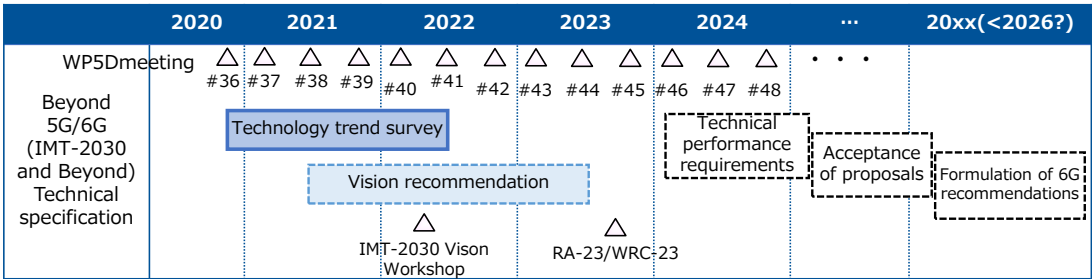 2020 2021 2022 2023 2024 ... 20xx(<2026?)
WP5Dmeeting
#36 #37 #38 #39 #40 #41 #42 #43 #44 #45 #46 #47 #48
. . .
Beyond
5G/6G
(IMT-2030
and Beyond)
Technical
specification
Technology trend survey
Vision recommendation
Technical
performance
requirements
Acceptance
of proposals
Formulation of 6G
recommendations
IMT-2030 Vison
Workshop
RA-23/WRC-23